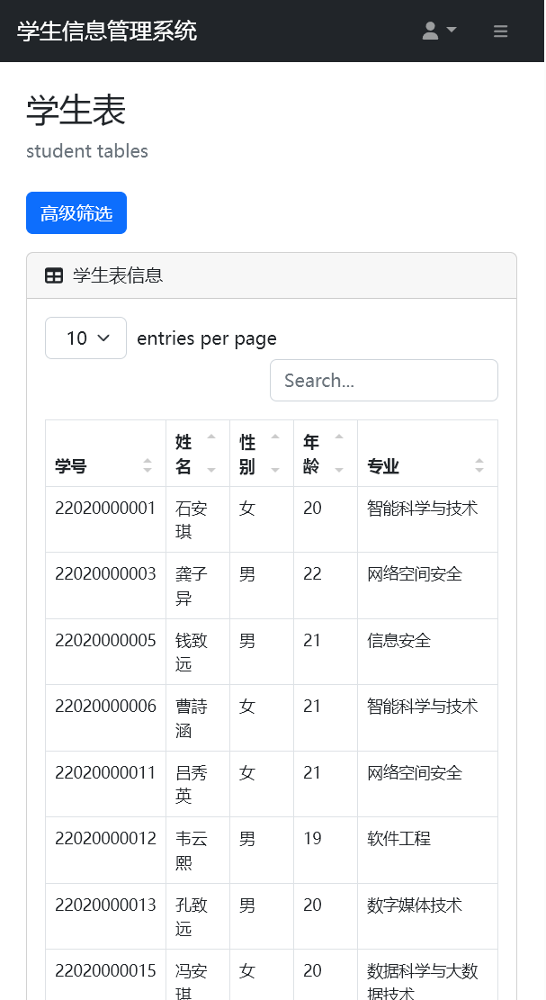 学生信息管理系统
学生表
student tables
高级筛选
学生表信息
10 entries per page
Search...
学号 姓名 性别 年龄 专业
22020000001 石安琪 女 20 智能科学与技术
22020000003 龚子异 男 22 网络空间安全
22020000005 钱致远 男 21 信息安全
22020000006 曹詩涵 女 21 智能科学与技术
22020000011 吕秀英 女 21 网络空间安全
22020000012 韦云熙 男 19 软件工程
22020000013 孔致远 男 20 数字媒体技术
22020000015 冯安琪 女 20 数据科学与大数据技术